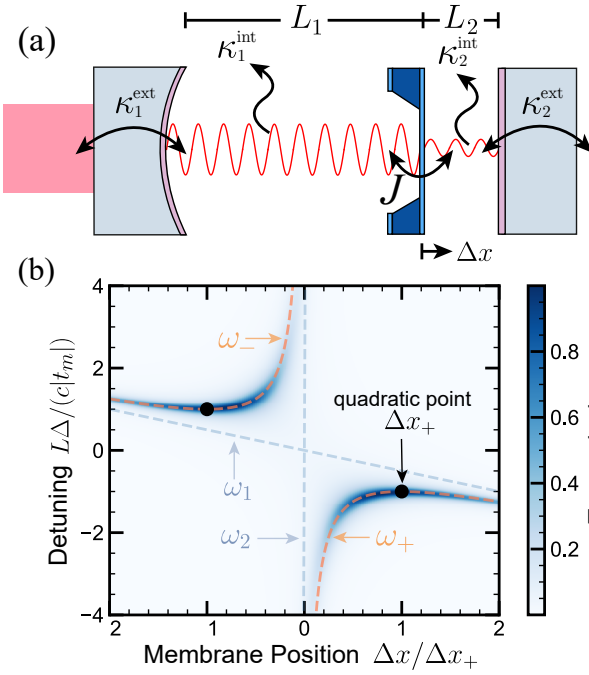 (a)
L₁
L₂
κ₁ᵉˣᵗ
κ₁ⁱⁿᵗ
κ₂ⁱⁿᵗ
κ₂ᵉˣᵗ
J
Δx
(b)
Detuning LΔ/(c|tₘ|)
4
2
0
−2
−4
ω₋
quadratic point
Δx₊
ω₁
ω₂
ω₊
2
1
0
1
2
Membrane Position Δx/Δx₊
0.8
0.6
0.4
0.2